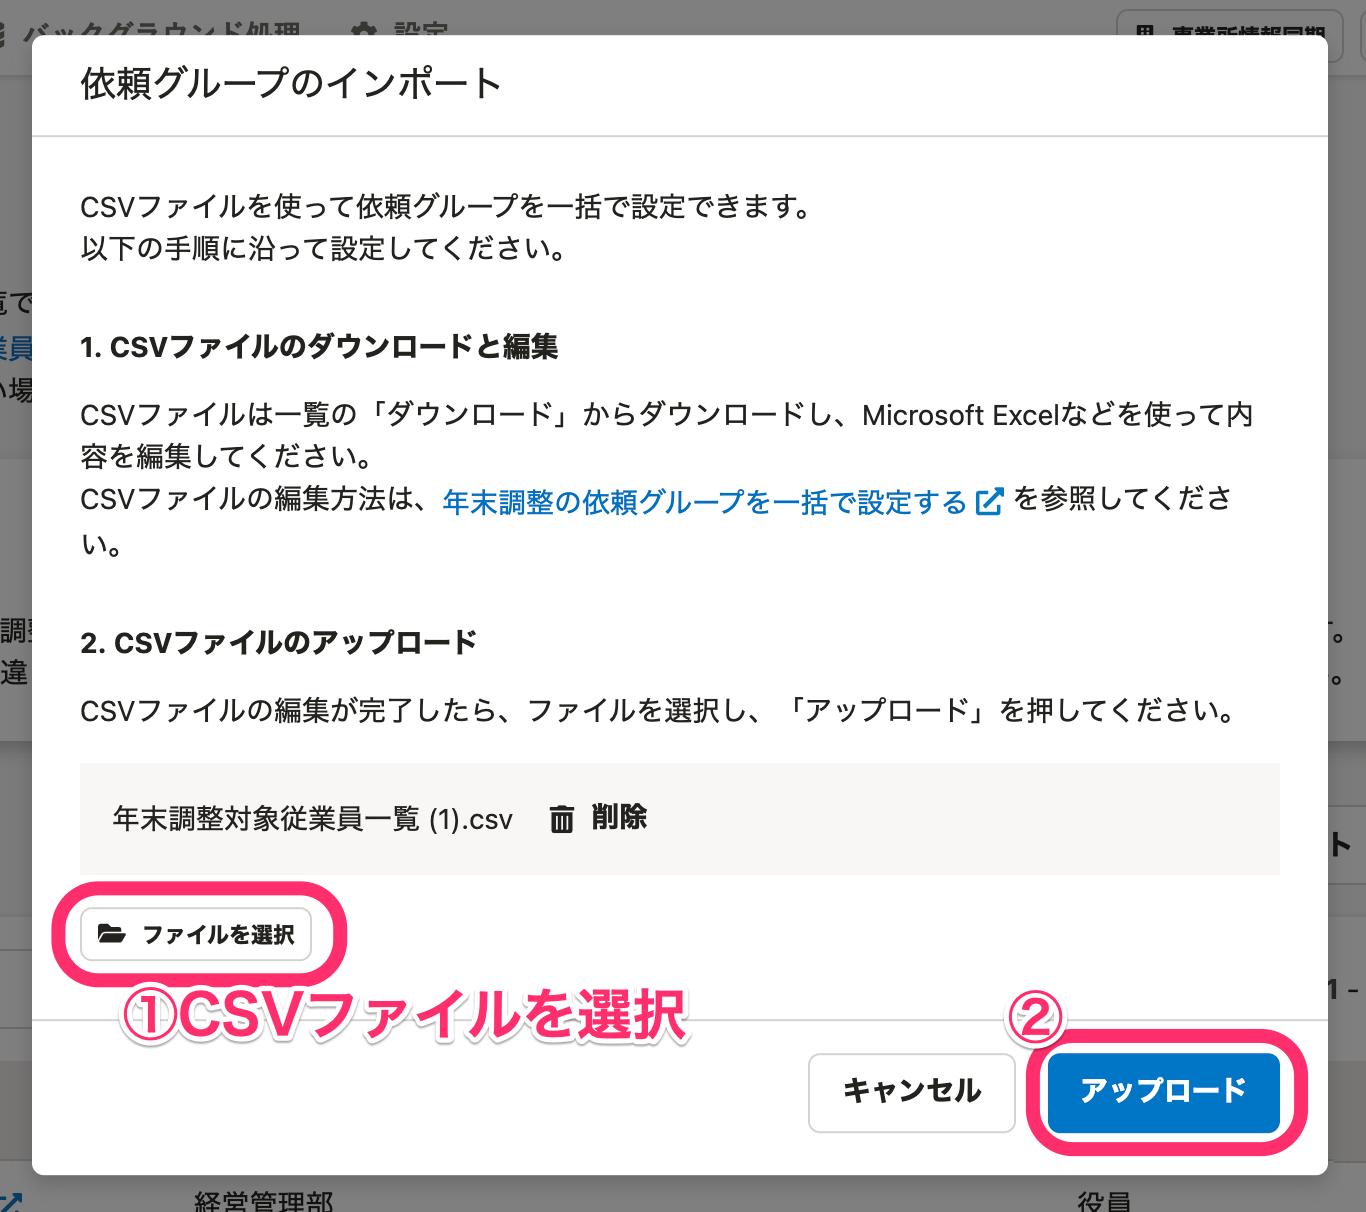 バックグラウンド処理
設定
事業所情報同期
依頼グループのインポート
CSVファイルを使って依頼グループを一括で設定できます。
以下の手順に沿って設定してください。
覧で
業員
い場
1. CSVファイルのダウンロードと編集
CSVファイルは一覧の「ダウンロード」からダウンロードし、Microsoft Excelなどを使って内
容を編集してください。
CSVファイルの編集方法は、年末調整の依頼グループを一括で設定する を参照してくださ
い。
調整
違
す。
。
2. CSVファイルのアップロード
CSVファイルの編集が完了したら、ファイルを選択し、「アップロード」を押してください。
年末調整対象従業員一覧 (1).csv 削除
ト
ファイルを選択
1 -
①CSVファイルを選択
②
キャンセル
アップロード
経営管理部
役員